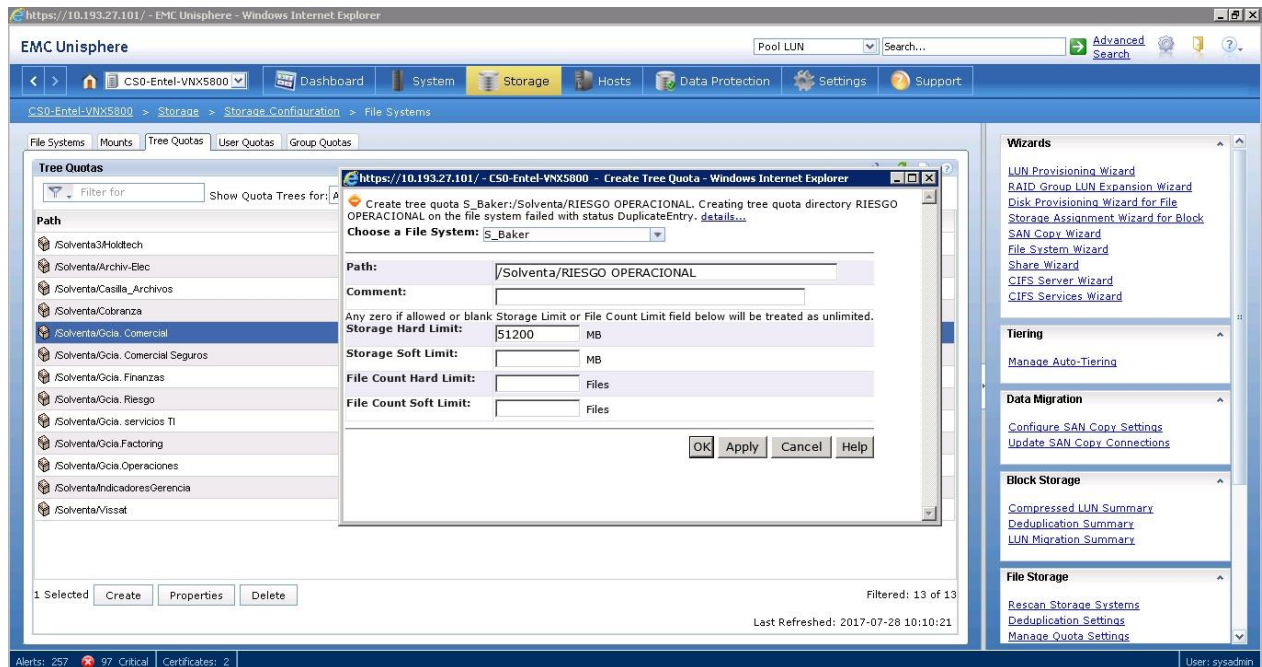 https://10.193.27.101/ - EMC Unisphere - Windows Internet Explorer
EMC Unisphere
Pool LUN
Search...
Advanced Search
CS0-Entel-VNX5800
Dashboard
System
Storage
Hosts
Data Protection
Settings
Support
CS0-Entel-VNX5800 > Storage > Storage Configuration > File Systems
File Systems
Mounts
Tree Quotas
User Quotas
Group Quotas
Tree Quotas
Filter for
Show Quota Trees for: A
Path
/Solventa3/Holdtech
/Solventa/Archiv-Elec
/Solventa/Casilla_Archivos
/Solventa/Cobranza
/Solventa/Gcia. Comercial
/Solventa/Gcia. Comercial Seguros
/Solventa/Gcia. Finanzas
/Solventa/Gcia. Riesgo
/Solventa/Gcia. servicios TI
/Solventa/Gcia.Factoring
/Solventa/Gcia.Operaciones
/Solventa/IndicadoresGerencia
/Solventa/Vissat
1 Selected
Create
Properties
Delete
Filtered: 13 of 13
Last Refreshed: 2017-07-28 10:10:21
https://10.193.27.101/ - CS0-Entel-VNX5800 - Create Tree Quota - Windows Internet Explorer
Create tree quota S_Baker:/Solventa/RIESGO OPERACIONAL. Creating tree quota directory RIESGO
OPERACIONAL on the file system failed with status DuplicateEntry. details...
Choose a File System: S_Baker
Path: /Solventa/RIESGO OPERACIONAL
Comment:
Any zero if allowed or blank Storage Limit or File Count Limit field below will be treated as unlimited.
Storage Hard Limit: 51200 MB
Storage Soft Limit: MB
File Count Hard Limit: Files
File Count Soft Limit: Files
OK
Apply
Cancel
Help
Wizards
LUN Provisioning Wizard
RAID Group LUN Expansion Wizard
Disk Provisioning Wizard for File
Storage Assignment Wizard for Block
SAN Copy Wizard
File System Wizard
Share Wizard
CIFS Server Wizard
CIFS Services Wizard
Tiering
Manage Auto-Tiering
Data Migration
Configure SAN Copy Settings
Update SAN Copy Connections
Block Storage
Compressed LUN Summary
Deduplication Summary
LUN Migration Summary
File Storage
Rescan Storage Systems
Deduplication Settings
Manage Quota Settings
Alerts: 257
97 Critical
Certificates: 2
User: sysadmin